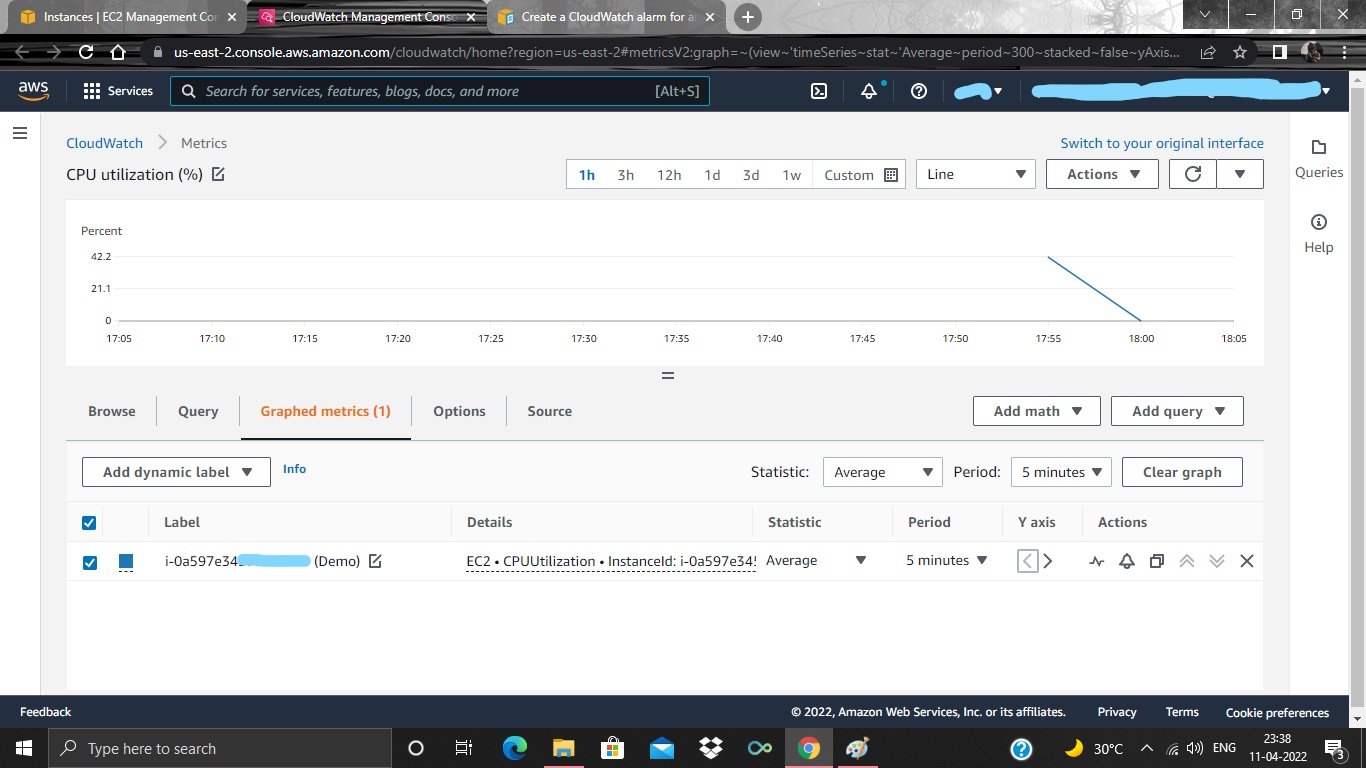 Instances | EC2 Management Cor
CloudWatch Management Conso
Create a CloudWatch alarm for a
us-east-2.console.aws.amazon.com/cloudwatch/home?region=us-east-2#metricsV2:graph=~(view~'timeSeries~stat~'Average~period~300~stacked~false~yAxis...
aws
Services
Search for services, features, blogs, docs, and more
[Alt+S]
CloudWatch
Metrics
Switch to your original interface
CPU utilization (%)
1h 3h 12h 1d 3d 1w Custom
Line
Actions
Queries
Help
Percent
42.2
21.1
0
17:05 17:10 17:15 17:20 17:25 17:30 17:35 17:40 17:45 17:50 17:55 18:00 18:05
Browse
Query
Graphed metrics (1)
Options
Source
Add math
Add query
Add dynamic label
Info
Statistic:
Average
Period:
5 minutes
Clear graph
Label
Details
Statistic
Period
Y axis
Actions
i-0a597e34 (Demo)
EC2 • CPUUtilization • InstanceId: i-0a597e34
Average
5 minutes
Feedback
© 2022, Amazon Web Services, Inc. or its affiliates.
Privacy
Terms
Cookie preferences
Type here to search
30°C
ENG
23:38
11-04-2022
3